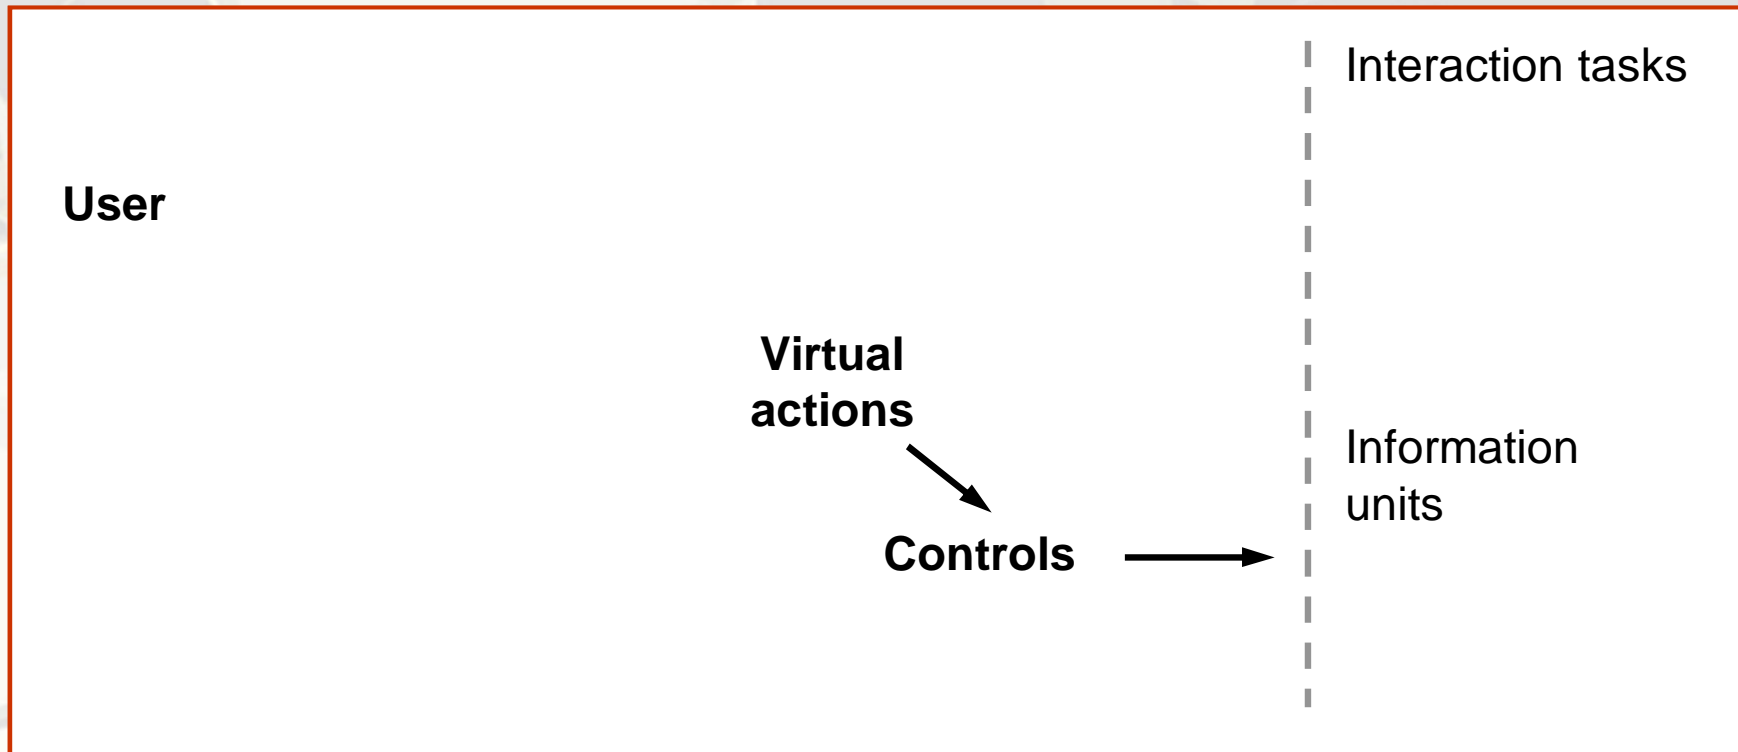 Interaction tasks
User
Virtual
actions
Information
units
Controls